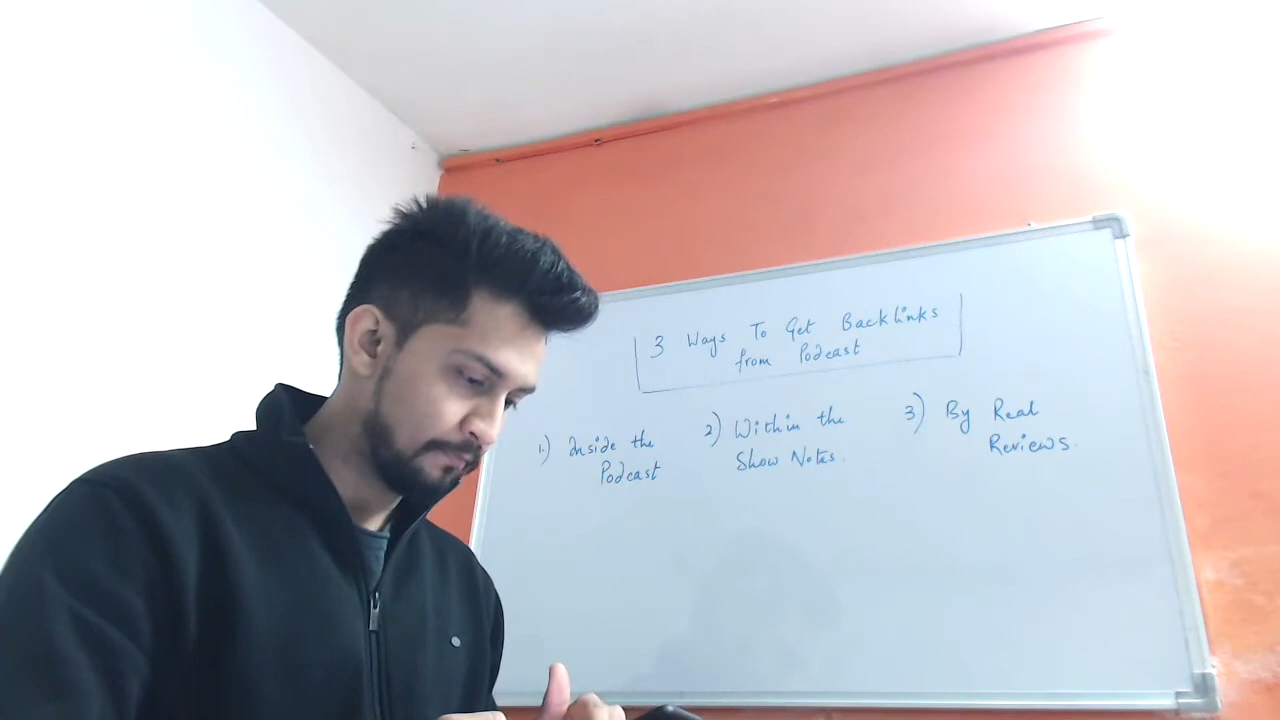 3 Ways To Get Backlinks
from Podcast
1.) Inside the
Podcast
2) Within the
Show Notes.
3) By Real
Reviews.